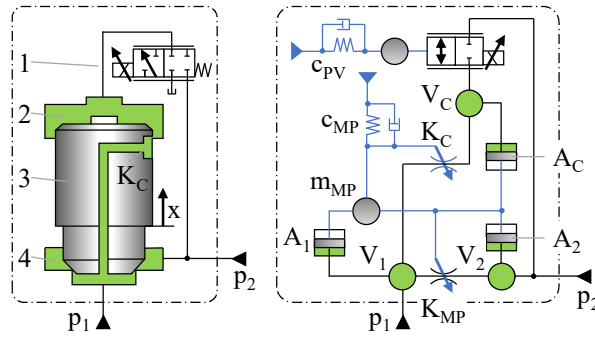 1
2
3
4
K_C
x
p_1
p_2
c_PV
V_C
c_MP
K_C
A_C
m_MP
A_1
V_1
V_2
A_2
p_1
K_MP
p_2